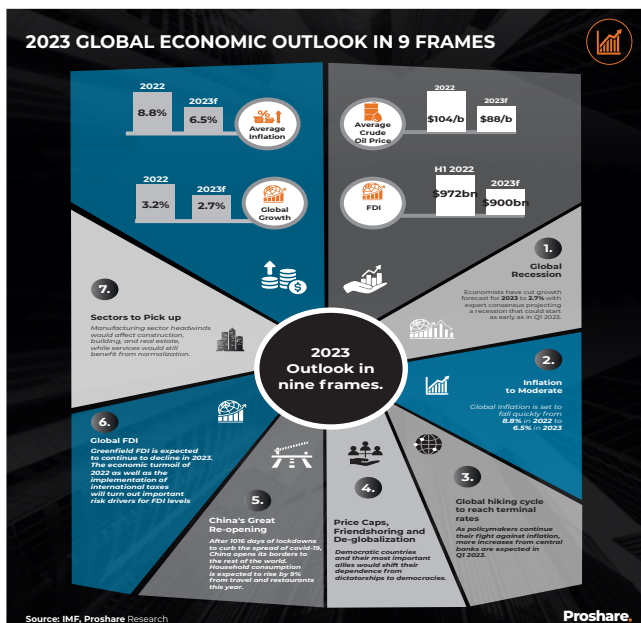 2023 GLOBAL ECONOMIC OUTLOOK IN 9 FRAMES
2022
8.8%
2023f
6.5%
Average
Inflation
2022
$104/b
2023f
$88/b
Average
Crude
Oil Price
2022
3.2%
2023f
2.7%
Global
Growth
H1 2022
$972bn
2023f
$900bn
FDI
2023
Outlook in
nine frames.
1.
Global
Recession
Economists have cut growth
forecast for 2023 to 2.7% with
expert consensus projecting
a recession that could start
as early as in Q1 2023.
2.
Inflation
to Moderate
Global Inflation is set to
fall quickly from
8.8% in 2022 to
6.5% in 2023
3.
Global hiking cycle
to reach terminal
rates
As policymakers continue
their fight against inflation,
more increases from central
banks are expected in
Q1 2023.
4.
Price Caps,
Friendshoring and
De-globalization
Democratic countries
and their most important
allies would shift their
dependence from
dictatorships to democracies.
5.
China's Great
Re-opening
After 1016 days of lockdowns
to curb the spread of covid-19,
China opens its borders to
the rest of the world.
Household consumption
is expected to rise by 9%
from travel and restaurants
this year.
6.
Global FDI
Greenfield FDI is expected
to continue to decline in 2023.
The economic turmoil of
2022 as well as the
implementation of
international taxes
will turn out important
risk drivers for FDI levels
7.
Sectors to Pick up
Manufacturing sector headwinds
would affect construction,
building, and real estate,
while services would still
benefit from normalization.
Source: IMF, Proshare Research
Proshare.